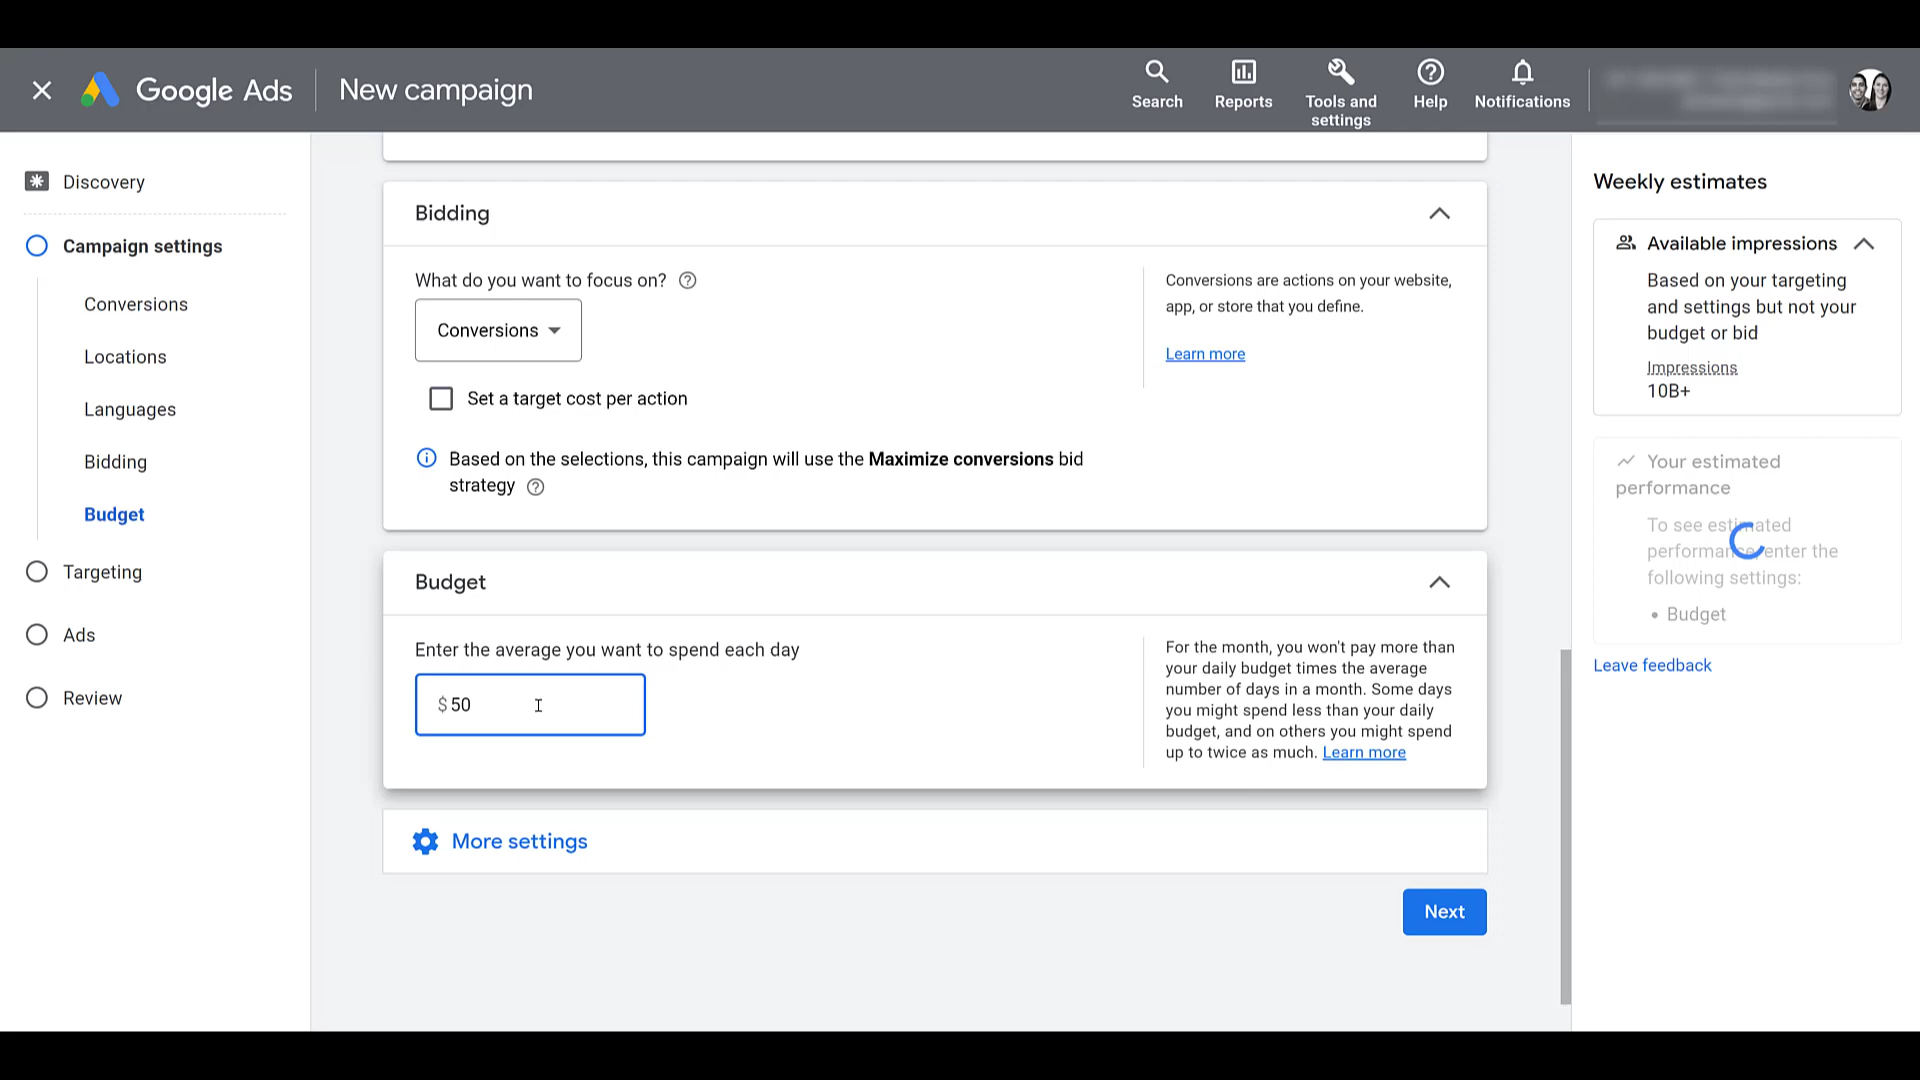 Google Ads
New campaign
Search
Reports
Tools and
settings
Help
Notifications
Discovery
Campaign settings
Conversions
Locations
Languages
Bidding
Budget
Targeting
Ads
Review
Bidding
What do you want to focus on?
Conversions
Set a target cost per action
Based on the selections, this campaign will use the Maximize conversions bid
strategy
Conversions are actions on your website,
app, or store that you define.
Learn more
Budget
Enter the average you want to spend each day
$ 50
For the month, you won't pay more than
your daily budget times the average
number of days in a month. Some days
you might spend less than your daily
budget, and on others you might spend
up to twice as much. Learn more
More settings
Next
Weekly estimates
Available impressions
Based on your targeting
and settings but not your
budget or bid
Impressions
10B+
Your estimated
performance
To see estimated
performance, enter the
following settings:
• Budget
Leave feedback